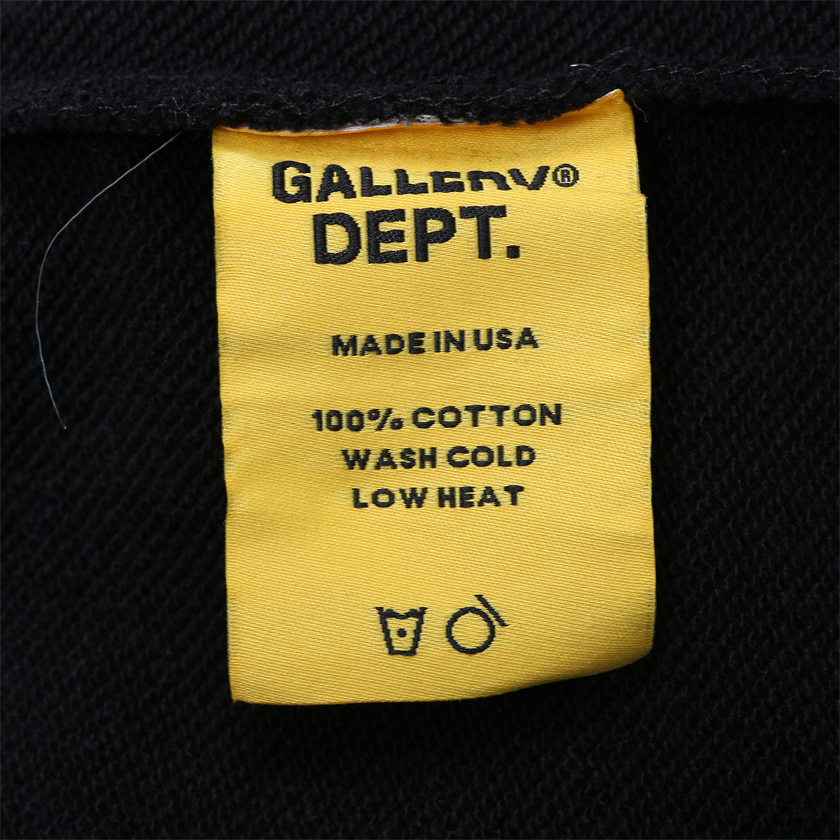 GALLERY®
DEPT.
MADE IN USA
100% COTTON
WASH COLD
LOW HEAT